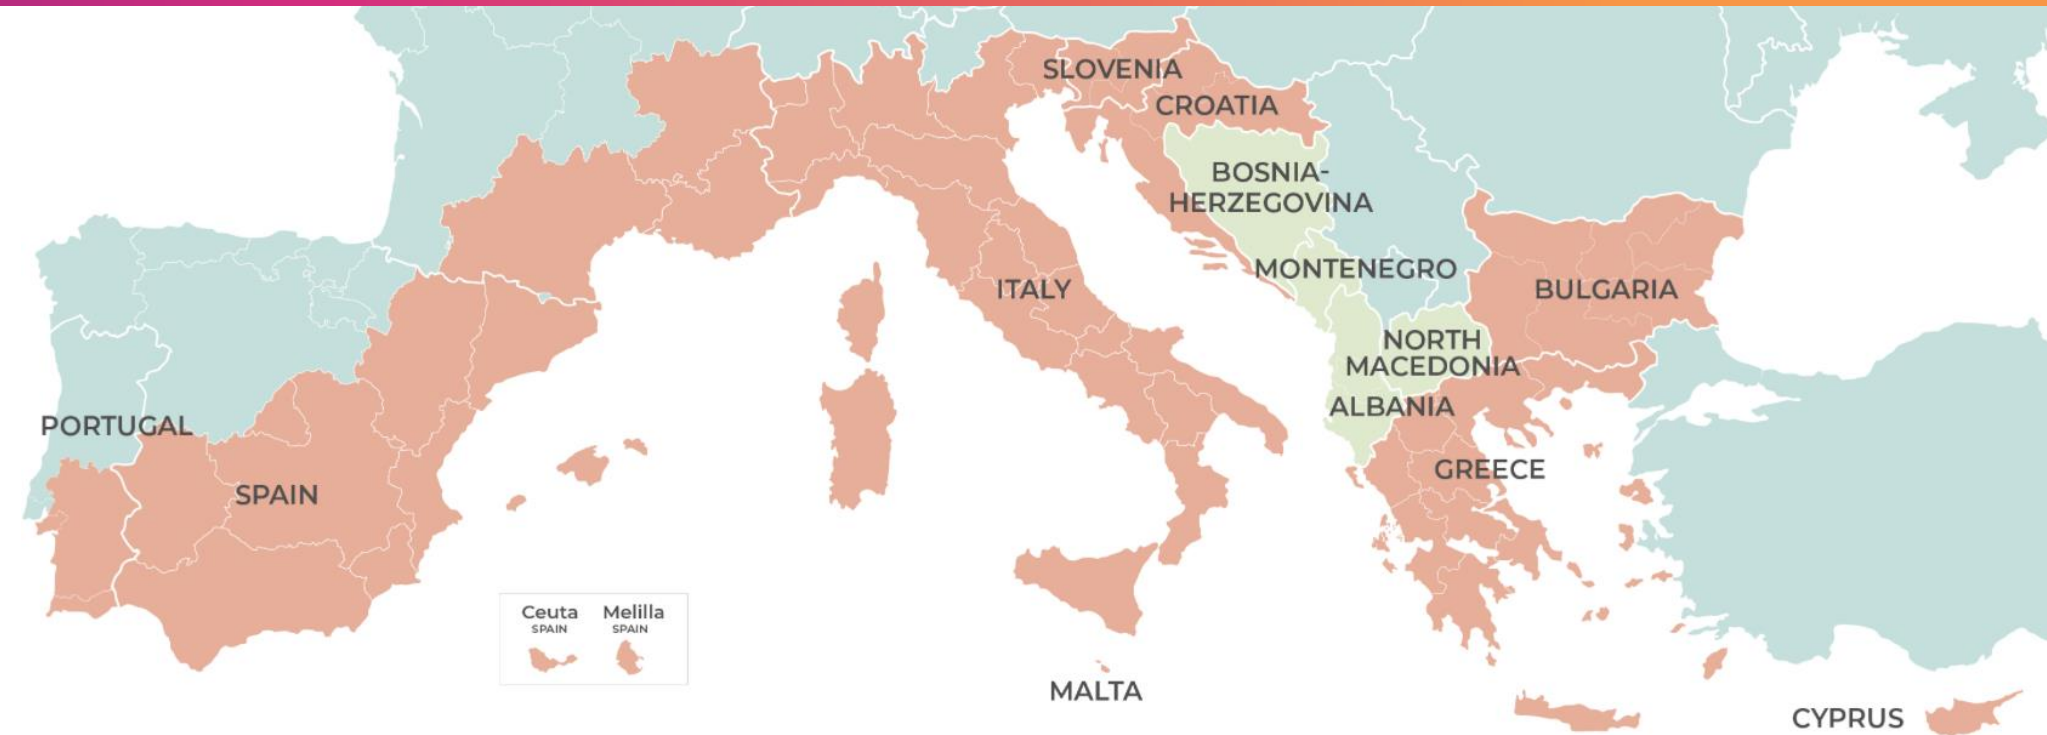 SLOVENIA
CROATIA
BOSNIA-
HERZEGOVINA
MONTENEGRO
ITALY
BULGARIA
NORTH
MACEDONIA
ALBANIA
PORTUGAL
GREECE
SPAIN
Ceuta
SPAIN
Melilla
SPAIN
MALTA
CYPRUS